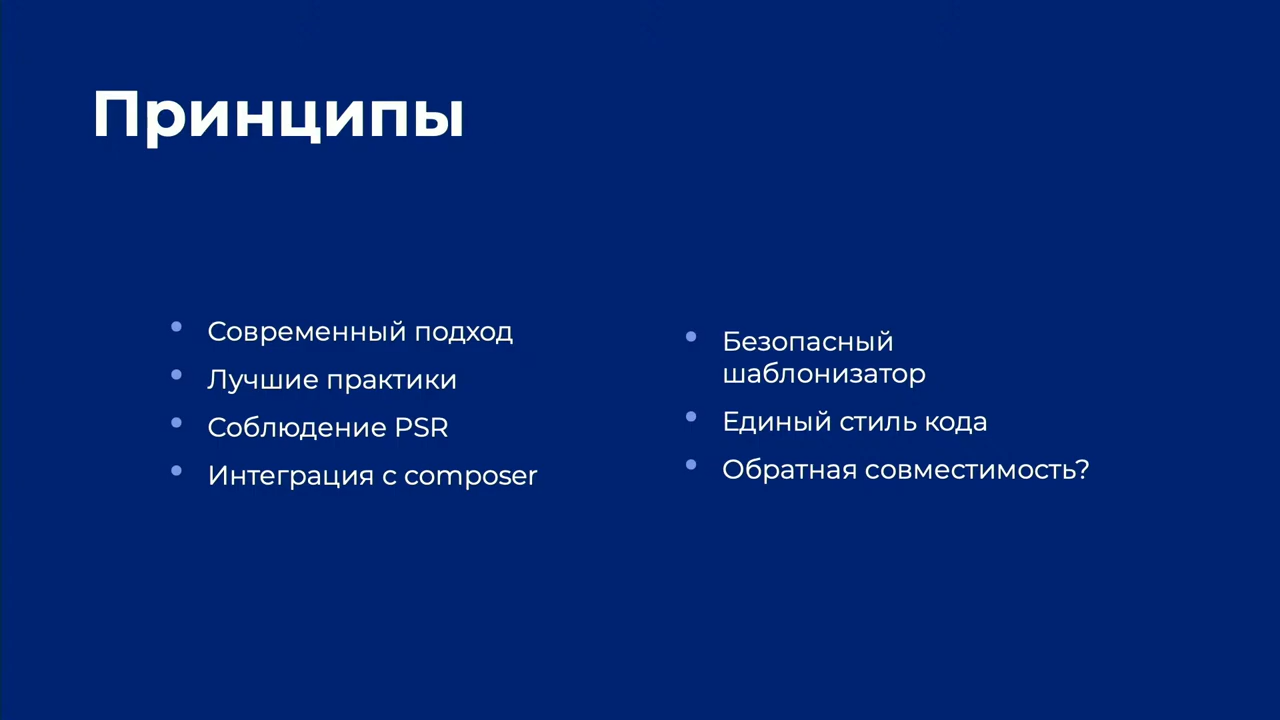 Принципы
Современный подход
Лучшие практики
Соблюдение PSR
Интеграция с composer
Безопасный
шаблонизатор
Единый стиль кода
Обратная совместимость?